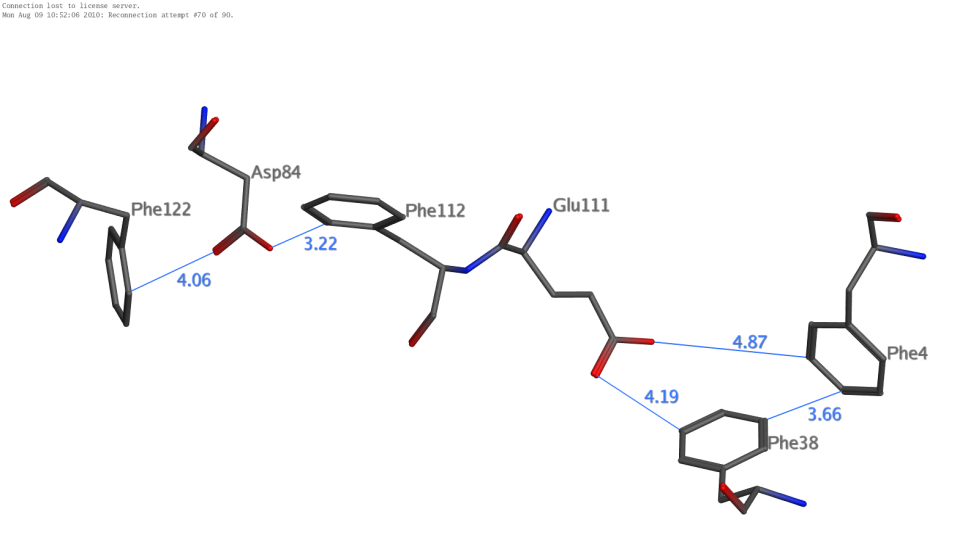 Connection lost to license server.
Mon Aug 09 10:52:06 2010: Reconnection attempt #70 of 90.
Asp84
Phe122
Phe112
Glu111
3.22
4.06
4.87
Phe4
4.19
3.66
Phe38